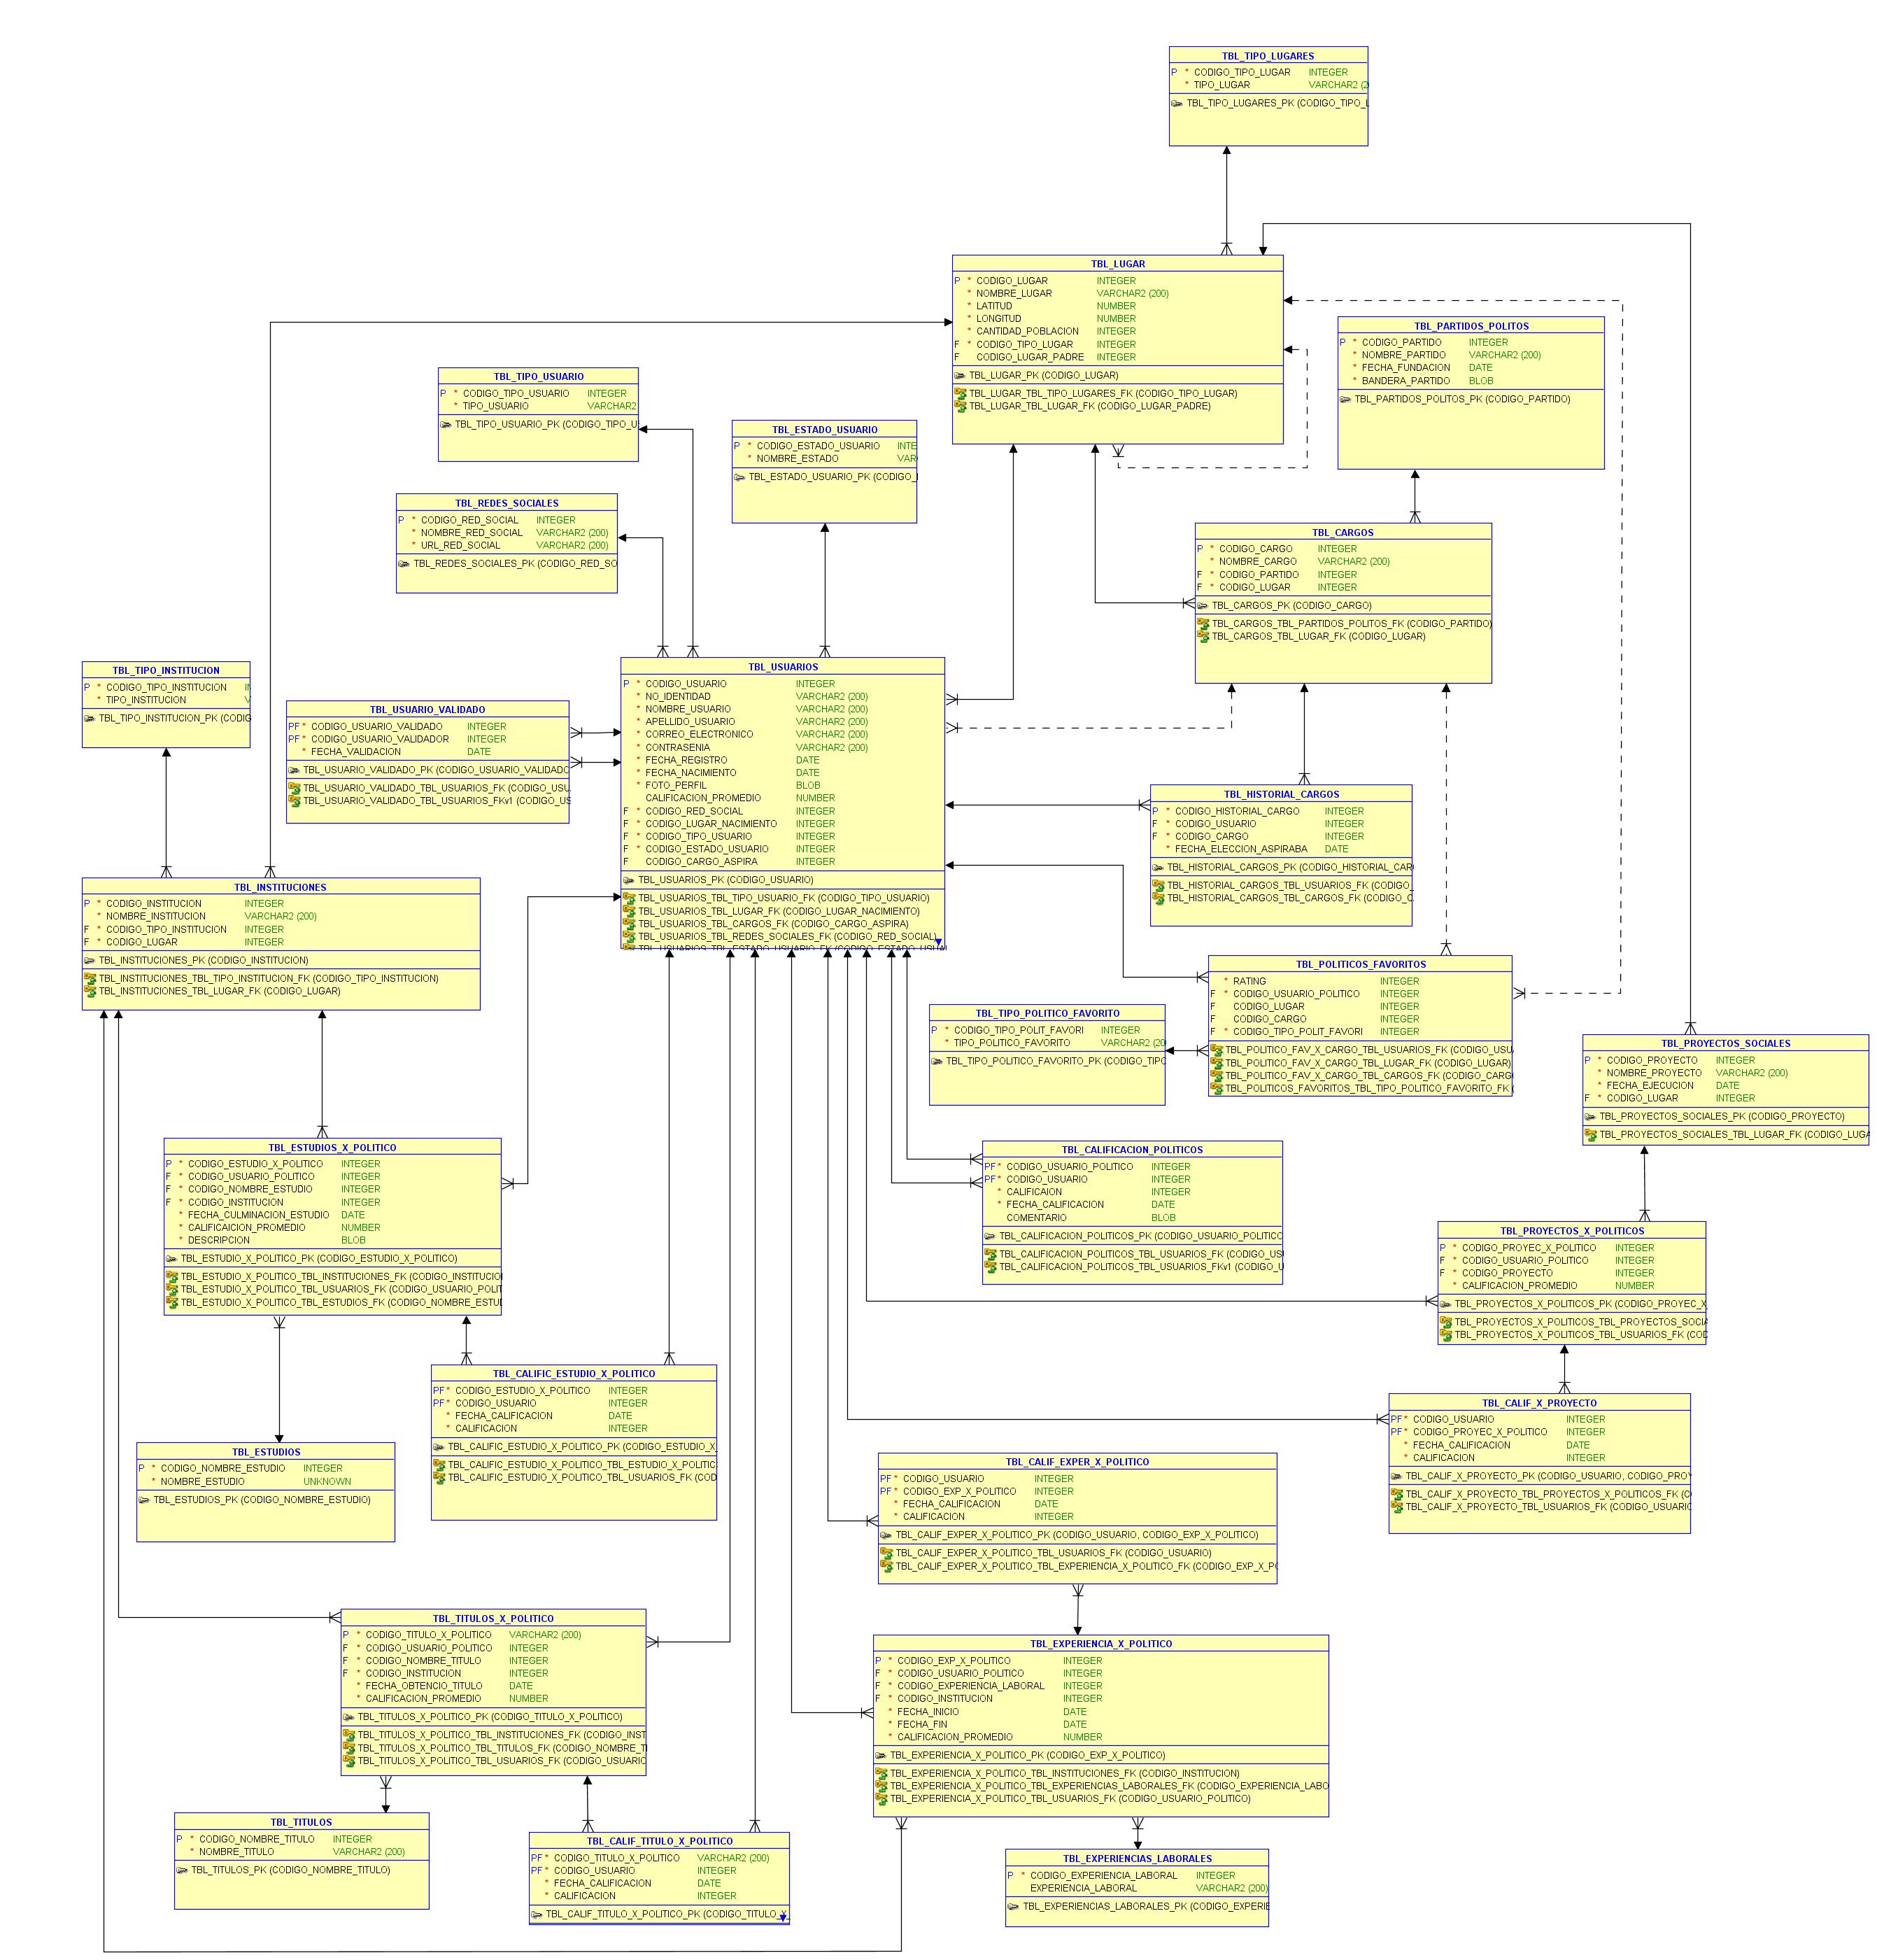 TBL_TIPO_LUGARES
P * CODIGO_TIPO_LUGAR INTEGER
* TIPO_LUGAR VARCHAR2 (2
TBL_TIPO_LUGARES_PK (CODIGO_TIPO_L
TBL_LUGAR
P * CODIGO_LUGAR INTEGER
* NOMBRE_LUGAR VARCHAR2 (200)
* LATITUD NUMBER
* LONGITUD NUMBER
* CANTIDAD_POBLACION INTEGER
F * CODIGO_TIPO_LUGAR INTEGER
F CODIGO_LUGAR_PADRE INTEGER
TBL_LUGAR_PK (CODIGO_LUGAR)
TBL_LUGAR_TBL_TIPO_LUGARES_FK (CODIGO_TIPO_LUGAR)
TBL_LUGAR_TBL_LUGAR_FK (CODIGO_LUGAR_PADRE)
TBL_PARTIDOS_POLITOS
P * CODIGO_PARTIDO INTEGER
* NOMBRE_PARTIDO VARCHAR2 (200)
* FECHA_FUNDACION DATE
* BANDERA_PARTIDO BLOB
TBL_PARTIDOS_POLITOS_PK (CODIGO_PARTIDO)
TBL_TIPO_USUARIO
P * CODIGO_TIPO_USUARIO INTEGER
* TIPO_USUARIO VARCHAR2
TBL_TIPO_USUARIO_PK (CODIGO_TIPO_U
TBL_ESTADO_USUARIO
P * CODIGO_ESTADO_USUARIO INTE
* NOMBRE_ESTADO VAR
TBL_ESTADO_USUARIO_PK (CODIGO_
TBL_REDES_SOCIALES
P * CODIGO_RED_SOCIAL INTEGER
* NOMBRE_RED_SOCIAL VARCHAR2 (200)
* URL_RED_SOCIAL VARCHAR2 (200)
TBL_REDES_SOCIALES_PK (CODIGO_RED_SO
TBL_CARGOS
P * CODIGO_CARGO INTEGER
* NOMBRE_CARGO VARCHAR2 (200)
F * CODIGO_PARTIDO INTEGER
F * CODIGO_LUGAR INTEGER
TBL_CARGOS_PK (CODIGO_CARGO)
TBL_CARGOS_TBL_PARTIDOS_POLITOS_FK (CODIGO_PARTIDO)
TBL_CARGOS_TBL_LUGAR_FK (CODIGO_LUGAR)
TBL_TIPO_INSTITUCION
P * CODIGO_TIPO_INSTITUCION IN
* TIPO_INSTITUCION V
TBL_TIPO_INSTITUCION_PK (CODIG
TBL_USUARIO_VALIDADO
PF * CODIGO_USUARIO_VALIDADO INTEGER
PF * CODIGO_USUARIO_VALIDADOR INTEGER
* FECHA_VALIDACION DATE
TBL_USUARIO_VALIDADO_PK (CODIGO_USUARIO_VALIDADO
TBL_USUARIO_VALIDADO_TBL_USUARIOS_FK (CODIGO_USU
TBL_USUARIO_VALIDADO_TBL_USUARIOS_FKv1 (CODIGO_US
TBL_USUARIOS
P * CODIGO_USUARIO INTEGER
* NO_IDENTIDAD VARCHAR2 (200)
* NOMBRE_USUARIO VARCHAR2 (200)
* APELLIDO_USUARIO VARCHAR2 (200)
* CORREO_ELECTRONICO VARCHAR2 (200)
* CONTRASENIA VARCHAR2 (200)
* FECHA_REGISTRO DATE
* FECHA_NACIMIENTO DATE
* FOTO_PERFIL BLOB
CALIFICACION_PROMEDIO NUMBER
F * CODIGO_RED_SOCIAL INTEGER
F * CODIGO_LUGAR_NACIMIENTO INTEGER
F * CODIGO_TIPO_USUARIO INTEGER
F * CODIGO_ESTADO_USUARIO INTEGER
F CODIGO_CARGO_ASPIRA INTEGER
TBL_USUARIOS_PK (CODIGO_USUARIO)
TBL_USUARIOS_TBL_TIPO_USUARIO_FK (CODIGO_TIPO_USUARIO)
TBL_USUARIOS_TBL_LUGAR_FK (CODIGO_LUGAR_NACIMIENTO)
TBL_USUARIOS_TBL_CARGOS_FK (CODIGO_CARGO_ASPIRA)
TBL_USUARIOS_TBL_REDES_SOCIALES_FK (CODIGO_RED_SOCIAL)
TBL_USUARIOS_TBL_ESTADO_USUARIO_FK (CODIGO_ESTADO_USUAI
TBL_HISTORIAL_CARGOS
P * CODIGO_HISTORIAL_CARGO INTEGER
F * CODIGO_USUARIO INTEGER
F * CODIGO_CARGO INTEGER
* FECHA_ELECCION_ASPIRABA DATE
TBL_HISTORIAL_CARGOS_PK (CODIGO_HISTORIAL_CAR
TBL_HISTORIAL_CARGOS_TBL_USUARIOS_FK (CODIGO_
TBL_HISTORIAL_CARGOS_TBL_CARGOS_FK (CODIGO_C
TBL_INSTITUCIONES
P * CODIGO_INSTITUCION INTEGER
* NOMBRE_INSTITUCION VARCHAR2 (200)
F * CODIGO_TIPO_INSTITUCION INTEGER
F * CODIGO_LUGAR INTEGER
TBL_INSTITUCIONES_PK (CODIGO_INSTITUCION)
TBL_INSTITUCIONES_TBL_TIPO_INSTITUCION_FK (CODIGO_TIPO_INSTITUCION)
TBL_INSTITUCIONES_TBL_LUGAR_FK (CODIGO_LUGAR)
TBL_POLITICOS_FAVORITOS
* RATING INTEGER
F * CODIGO_USUARIO_POLITICO INTEGER
F CODIGO_LUGAR INTEGER
F CODIGO_CARGO INTEGER
F * CODIGO_TIPO_POLIT_FAVORI INTEGER
TBL_POLITICO_FAV_X_CARGO_TBL_USUARIOS_FK (CODIGO_USU
TBL_POLITICO_FAV_X_CARGO_TBL_LUGAR_FK (CODIGO_LUGAR)
TBL_POLITICO_FAV_X_CARGO_TBL_CARGOS_FK (CODIGO_CARG
TBL_POLITICOS_FAVORITOS_TBL_TIPO_POLITICO_FAVORITO_FK (
TBL_TIPO_POLITICO_FAVORITO
P * CODIGO_TIPO_POLIT_FAVORI INTEGER
* TIPO_POLITICO_FAVORITO VARCHAR2 (20
TBL_TIPO_POLITICO_FAVORITO_PK (CODIGO_TIPO
TBL_PROYECTOS_SOCIALES
P * CODIGO_PROYECTO INTEGER
* NOMBRE_PROYECTO VARCHAR2 (200)
* FECHA_EJECUCION DATE
F * CODIGO_LUGAR INTEGER
TBL_PROYECTOS_SOCIALES_PK (CODIGO_PROYECTO)
TBL_PROYECTOS_SOCIALES_TBL_LUGAR_FK (CODIGO_LUGA
TBL_ESTUDIOS_X_POLITICO
P * CODIGO_ESTUDIO_X_POLITICO INTEGER
F * CODIGO_USUARIO_POLITICO INTEGER
F * CODIGO_NOMBRE_ESTUDIO INTEGER
F * CODIGO_INSTITUCION INTEGER
* FECHA_CULMINACION_ESTUDIO DATE
* CALIFICAICION_PROMEDIO NUMBER
* DESCRIPCION BLOB
TBL_ESTUDIO_X_POLITICO_PK (CODIGO_ESTUDIO_X_POLITICO)
TBL_ESTUDIO_X_POLITICO_TBL_INSTITUCIONES_FK (CODIGO_INSTITUCIO
TBL_ESTUDIO_X_POLITICO_TBL_USUARIOS_FK (CODIGO_USUARIO_POLIT
TBL_ESTUDIO_X_POLITICO_TBL_ESTUDIOS_FK (CODIGO_NOMBRE_ESTUD
TBL_CALIFICACION_POLITICOS
PF * CODIGO_USUARIO_POLITICO INTEGER
PF * CODIGO_USUARIO INTEGER
* CALIFICAION INTEGER
* FECHA_CALIFICACION DATE
COMENTARIO BLOB
TBL_CALIFICACION_POLITICOS_PK (CODIGO_USUARIO_POLITICO
TBL_CALIFICACION_POLITICOS_TBL_USUARIOS_FK (CODIGO_US
TBL_CALIFICACION_POLITICOS_TBL_USUARIOS_FKv1 (CODIGO_U
TBL_PROYECTOS_X_POLITICOS
P * CODIGO_PROYEC_X_POLITICO INTEGER
F * CODIGO_USUARIO_POLITICO INTEGER
F * CODIGO_PROYECTO INTEGER
* CALIFICACION_PROMEDIO NUMBER
TBL_PROYECTOS_X_POLITICOS_PK (CODIGO_PROYEC_X_
TBL_PROYECTOS_X_POLITICOS_TBL_PROYECTOS_SOCIA
TBL_PROYECTOS_X_POLITICOS_TBL_USUARIOS_FK (COD
TBL_CALIFIC_ESTUDIO_X_POLITICO
PF * CODIGO_ESTUDIO_X_POLITICO INTEGER
PF * CODIGO_USUARIO INTEGER
* FECHA_CALIFICACION DATE
* CALIFICACION INTEGER
TBL_CALIFIC_ESTUDIO_X_POLITICO_PK (CODIGO_ESTUDIO_X_
TBL_CALIFIC_ESTUDIO_X_POLITICO_TBL_ESTUDIO_X_POLITIC
TBL_CALIFIC_ESTUDIO_X_POLITICO_TBL_USUARIOS_FK (COD
TBL_CALIF_X_PROYECTO
PF * CODIGO_USUARIO INTEGER
PF * CODIGO_PROYEC_X_POLITICO INTEGER
* FECHA_CALIFICACION DATE
* CALIFICACION INTEGER
TBL_CALIF_X_PROYECTO_PK (CODIGO_USUARIO, CODIGO_PROY
TBL_CALIF_X_PROYECTO_TBL_PROYECTOS_X_POLITICOS_FK (C
TBL_CALIF_X_PROYECTO_TBL_USUARIOS_FK (CODIGO_USUARIO
TBL_ESTUDIOS
P * CODIGO_NOMBRE_ESTUDIO INTEGER
* NOMBRE_ESTUDIO UNKNOWN
TBL_ESTUDIOS_PK (CODIGO_NOMBRE_ESTUDIO)
TBL_CALIF_EXPER_X_POLITICO
PF * CODIGO_USUARIO INTEGER
PF * CODIGO_EXP_X_POLITICO INTEGER
* FECHA_CALIFICACION DATE
* CALIFICACION INTEGER
TBL_CALIF_EXPER_X_POLITICO_PK (CODIGO_USUARIO, CODIGO_EXP_X_POLITICO)
TBL_CALIF_EXPER_X_POLITICO_TBL_USUARIOS_FK (CODIGO_USUARIO)
TBL_CALIF_EXPER_X_POLITICO_TBL_EXPERIENCIA_X_POLITICO_FK (CODIGO_EXP_X_PO
TBL_TITULOS_X_POLITICO
P * CODIGO_TITULO_X_POLITICO VARCHAR2 (200)
F * CODIGO_USUARIO_POLITICO INTEGER
F * CODIGO_NOMBRE_TITULO INTEGER
F * CODIGO_INSTITUCION INTEGER
* FECHA_OBTENCIO_TITULO DATE
* CALIFICACION_PROMEDIO NUMBER
TBL_TITULOS_X_POLITICO_PK (CODIGO_TITULO_X_POLITICO)
TBL_TITULOS_X_POLITICO_TBL_INSTITUCIONES_FK (CODIGO_INST
TBL_TITULOS_X_POLITICO_TBL_TITULOS_FK (CODIGO_NOMBRE_TI
TBL_TITULOS_X_POLITICO_TBL_USUARIOS_FK (CODIGO_USUARIO
TBL_EXPERIENCIA_X_POLITICO
P * CODIGO_EXP_X_POLITICO INTEGER
F * CODIGO_USUARIO_POLITICO INTEGER
F * CODIGO_EXPERIENCIA_LABORAL INTEGER
F * CODIGO_INSTITUCION INTEGER
* FECHA_INICIO DATE
* FECHA_FIN DATE
* CALIFICACION_PROMEDIO NUMBER
TBL_EXPERIENCIA_X_POLITICO_PK (CODIGO_EXP_X_POLITICO)
TBL_EXPERIENCIA_X_POLITICO_TBL_INSTITUCIONES_FK (CODIGO_INSTITUCION)
TBL_EXPERIENCIA_X_POLITICO_TBL_EXPERIENCIAS_LABORALES_FK (CODIGO_EXPERIENCIA_LABO
TBL_EXPERIENCIA_X_POLITICO_TBL_USUARIOS_FK (CODIGO_USUARIO_POLITICO)
TBL_TITULOS
P * CODIGO_NOMBRE_TITULO INTEGER
* NOMBRE_TITULO VARCHAR2 (200)
TBL_TITULOS_PK (CODIGO_NOMBRE_TITULO)
TBL_CALIF_TITULO_X_POLITICO
PF * CODIGO_TITULO_X_POLITICO VARCHAR2 (200)
PF * CODIGO_USUARIO INTEGER
* FECHA_CALIFICACION DATE
* CALIFICACION INTEGER
TBL_CALIF_TITULO_X_POLITICO_PK (CODIGO_TITULO_X_
TBL_EXPERIENCIAS_LABORALES
P * CODIGO_EXPERIENCIA_LABORAL INTEGER
EXPERIENCIA_LABORAL VARCHAR2 (200)
TBL_EXPERIENCIAS_LABORALES_PK (CODIGO_EXPERIE